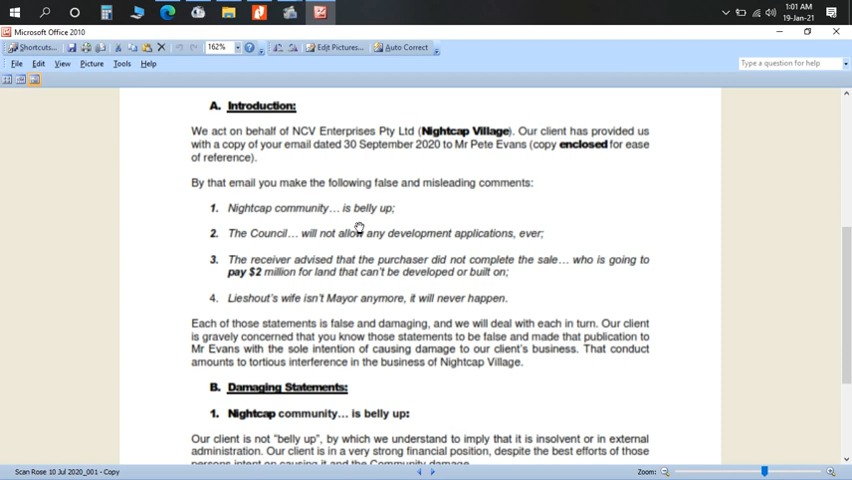 1:01 AM
19-Jan-21
Microsoft Office 2010
Shortcuts...
162%
Edit Pictures...
Auto Correct
Type a question for help
File Edit View Picture Tools Help
A. Introduction:
We act on behalf of NCV Enterprises Pty Ltd (Nightcap Village). Our client has provided us
with a copy of your email dated 30 September 2020 to Mr Pete Evans (copy enclosed for ease
of reference).
By that email you make the following false and misleading comments:
1. Nightcap community... is belly up;
2. The Council... will not allow any development applications, ever;
3. The receiver advised that the purchaser did not complete the sale... who is going to
pay $2 million for land that can't be developed or built on;
4. Lieshout's wife isn't Mayor anymore, it will never happen.
Each of those statements is false and damaging, and we will deal with each in turn. Our client
is gravely concerned that you know those statements to be false and made that publication to
Mr Evans with the sole intention of causing damage to our client's business. That conduct
amounts to tortious interference in the business of Nightcap Village.
B. Damaging Statements:
1. Nightcap community... is belly up:
Our client is not "belly up", by which we understand to imply that it is insolvent or in external
administration. Our client is in a very strong financial position, despite the best efforts of those
persons intent on causing it and the Community damage.
Scan Rose 10 Jul 2020_001 - Copy
Zoom: